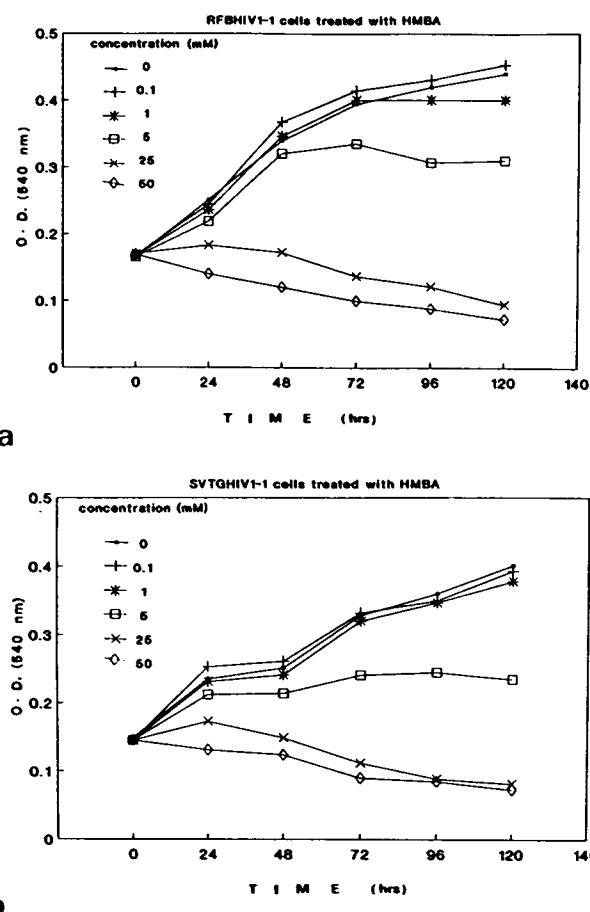 RFBHIV1-1 cells treated with HMBA
0.5
concentration (mM)
0
0.1
1
5
25
50
0.4
0.3
0.2
0.1
0
O. D. (540 nm)
0 24 48 72 96 120 140
T I M E (hrs)
a
SVTGHIV1-1 cells treated with HMBA
0.5
concentration (mM)
0
0.1
1
5
25
50
0.4
0.3
0.2
0.1
0
O. D. (540 nm)
0 24 48 72 96 120 14
T I M E (hrs)